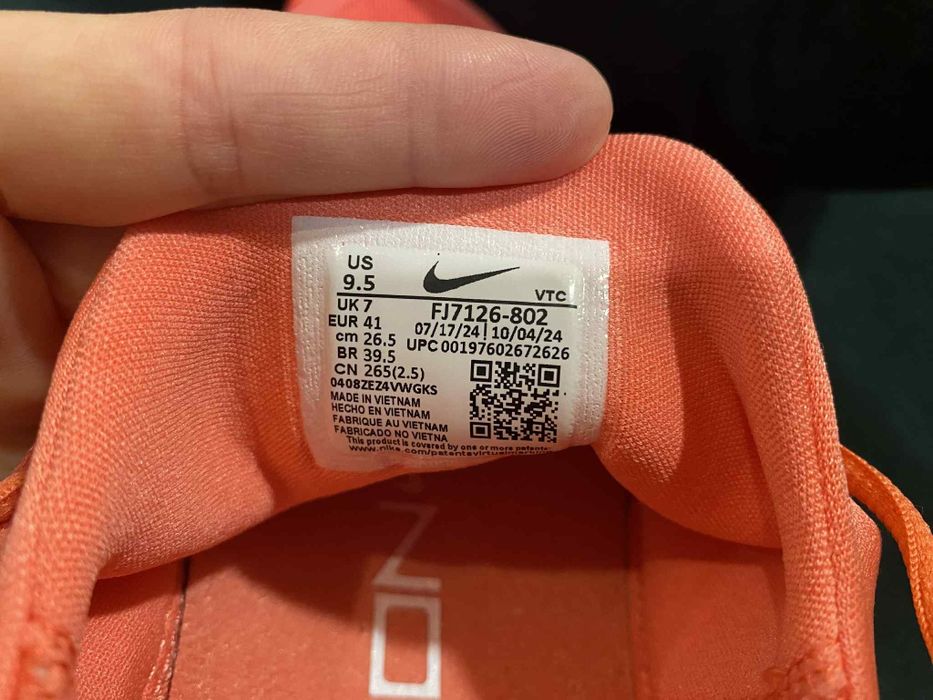 US
9.5
VTC
UK 7
FJ7126-802
EUR 41
07/17/24 | 10/04/24
cm 26.5
UPC 00197602672626
BR 39.5
CN 265(2.5)
0408ZEZ4VWGKS
MADE IN VIETNAM
HECHO EN VIETNAM
FABRIQUE AU VIETNAM
FABRICADO NO VIETNA
This product is covered by one or more patents.